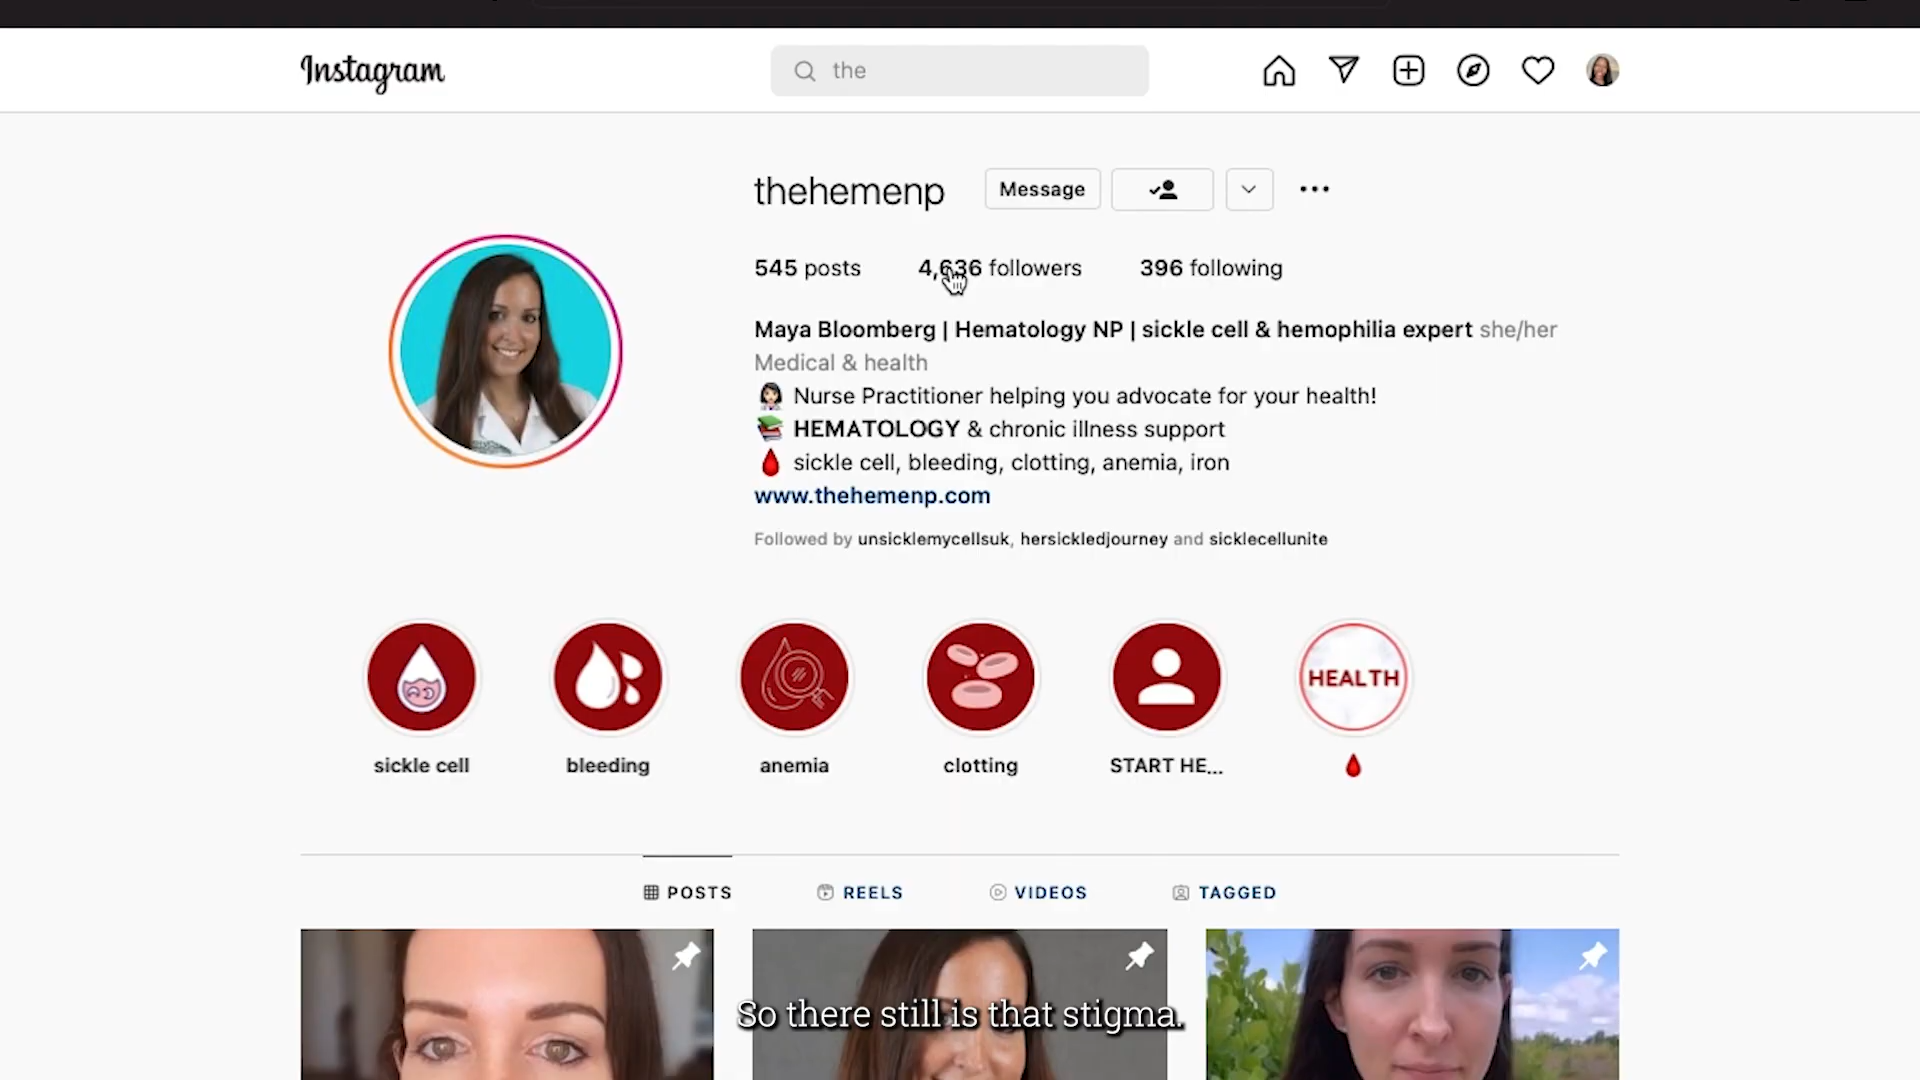 Instagram
the
thehemenp
Message
545 posts
4,636 followers
396 following
Maya Bloomberg | Hematology NP | sickle cell & hemophilia expert she/her
Medical & health
Nurse Practitioner helping you advocate for your health!
HEMATOLOGY & chronic illness support
sickle cell, bleeding, clotting, anemia, iron
www.thehemenp.com
Followed by unsicklemycellsuk, hersickledjourney and sicklecellunite
HEALTH
sickle cell
bleeding
anemia
clotting
START HE...
POSTS
REELS
VIDEOS
TAGGED
So there still is that stigma.